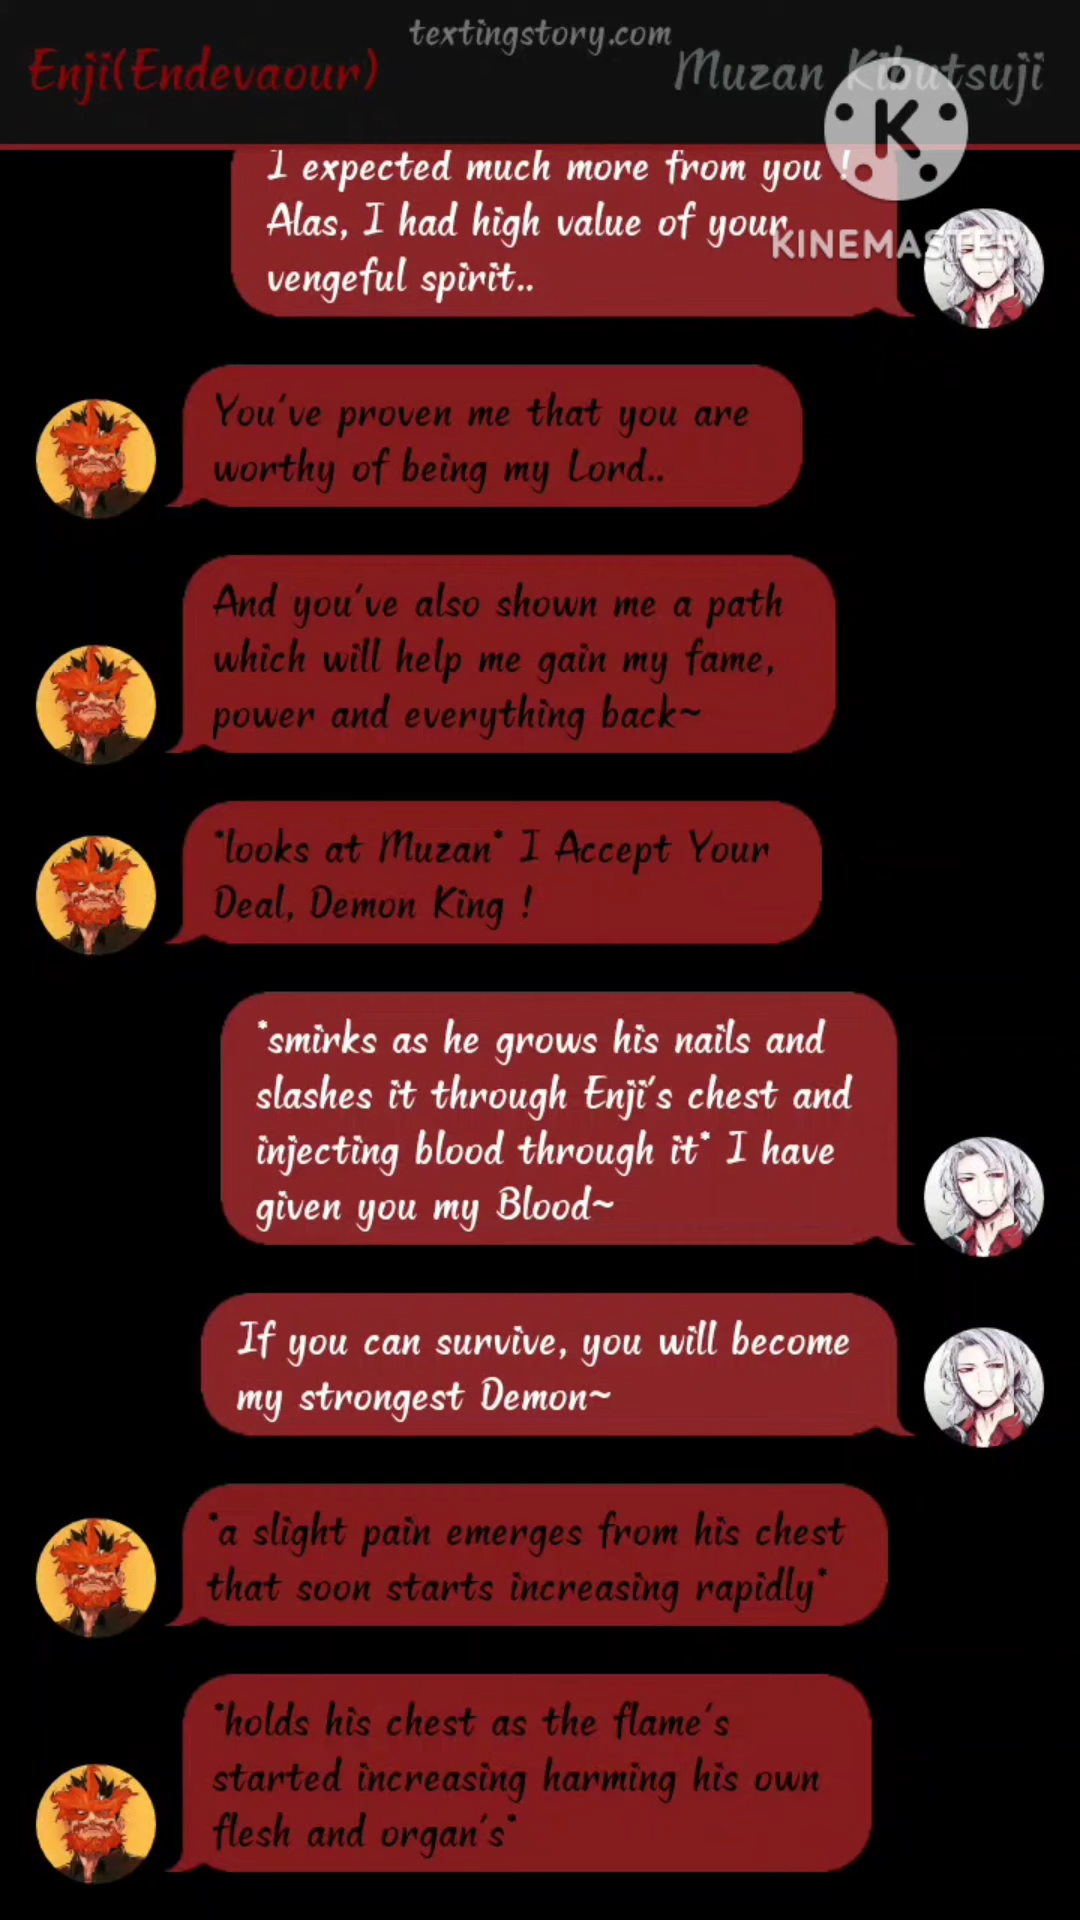 textingstory.com
Enji(Endevaour)
Muzan Kibutsuji
K
KINEMASTER
I expected much more from you !
Alas, I had high value of your
vengeful spirit..
You've proven me that you are
worthy of being my Lord..
And you've also shown me a path
which will help me gain my fame,
power and everything back~
*looks at Muzan* I Accept Your
Deal, Demon King !
*smirks as he grows his nails and
slashes it through Enji's chest and
injecting blood through it* I have
given you my Blood~
If you can survive, you will become
my strongest Demon~
*a slight pain emerges from his chest
that soon starts increasing rapidly*
*holds his chest as the flame's
started increasing harming his own
flesh and organ's*